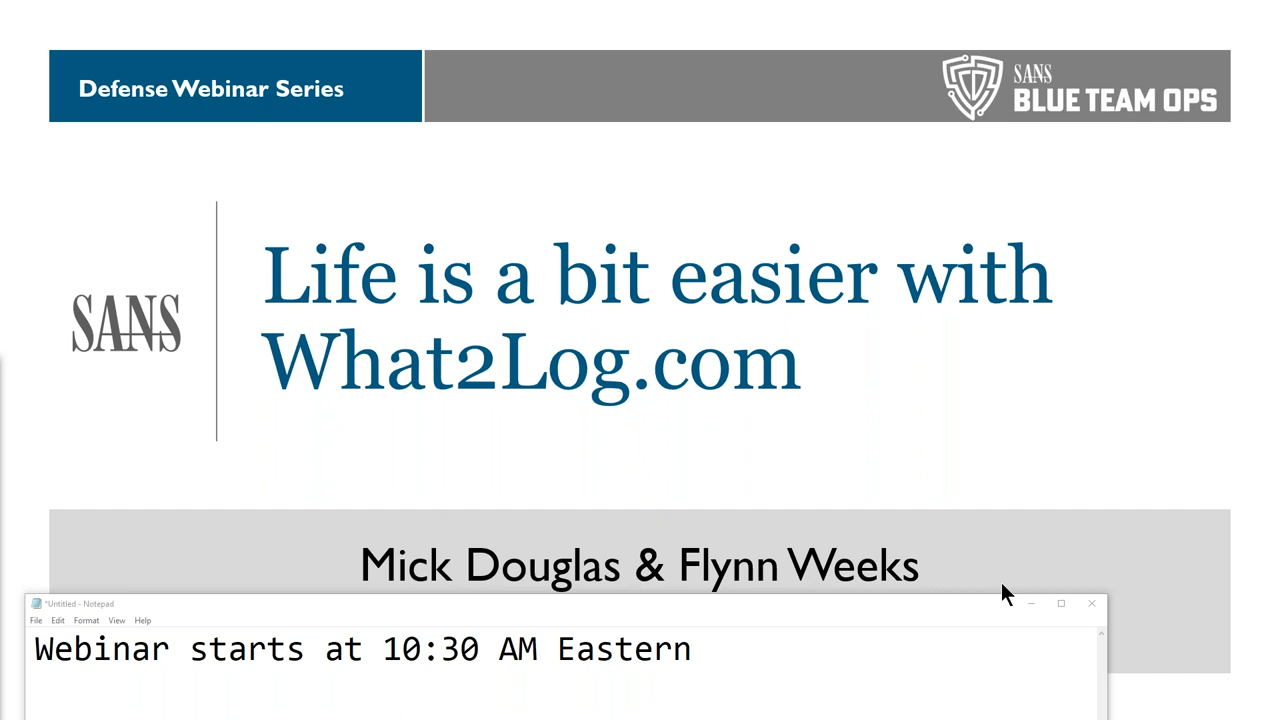 Defense Webinar Series
SANS
BLUE TEAM OPS
Life is a bit easier with
SANS
What2Log.com
Mick Douglas & Flynn Weeks
*Untitled - Notepad
File Edit Format View Help
Webinar starts at 10:30 AM Eastern